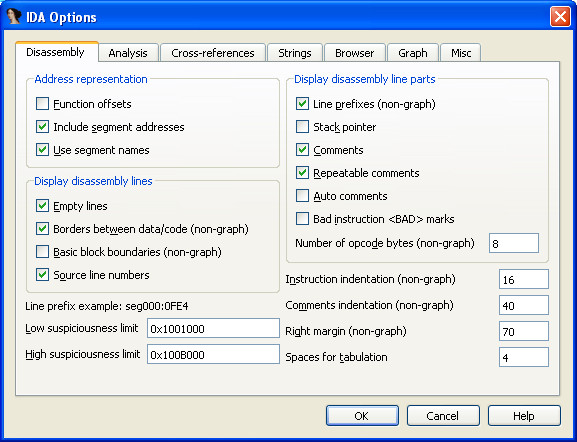 IDA Options
Disassembly Analysis Cross-references Strings Browser Graph Misc
Address representation
Function offsets
Include segment addresses
Use segment names
Display disassembly lines
Empty lines
Borders between data/code (non-graph)
Basic block boundaries (non-graph)
Source line numbers
Line prefix example: seg000:0FE4
Low suspiciousness limit 0x1001000
High suspiciousness limit 0x100B000
Display disassembly line parts
Line prefixes (non-graph)
Stack pointer
Comments
Repeatable comments
Auto comments
Bad instruction <BAD> marks
Number of opcode bytes (non-graph) 8
Instruction indentation (non-graph) 16
Comments indentation (non-graph) 40
Right margin (non-graph) 70
Spaces for tabulation 4
OK Cancel Help